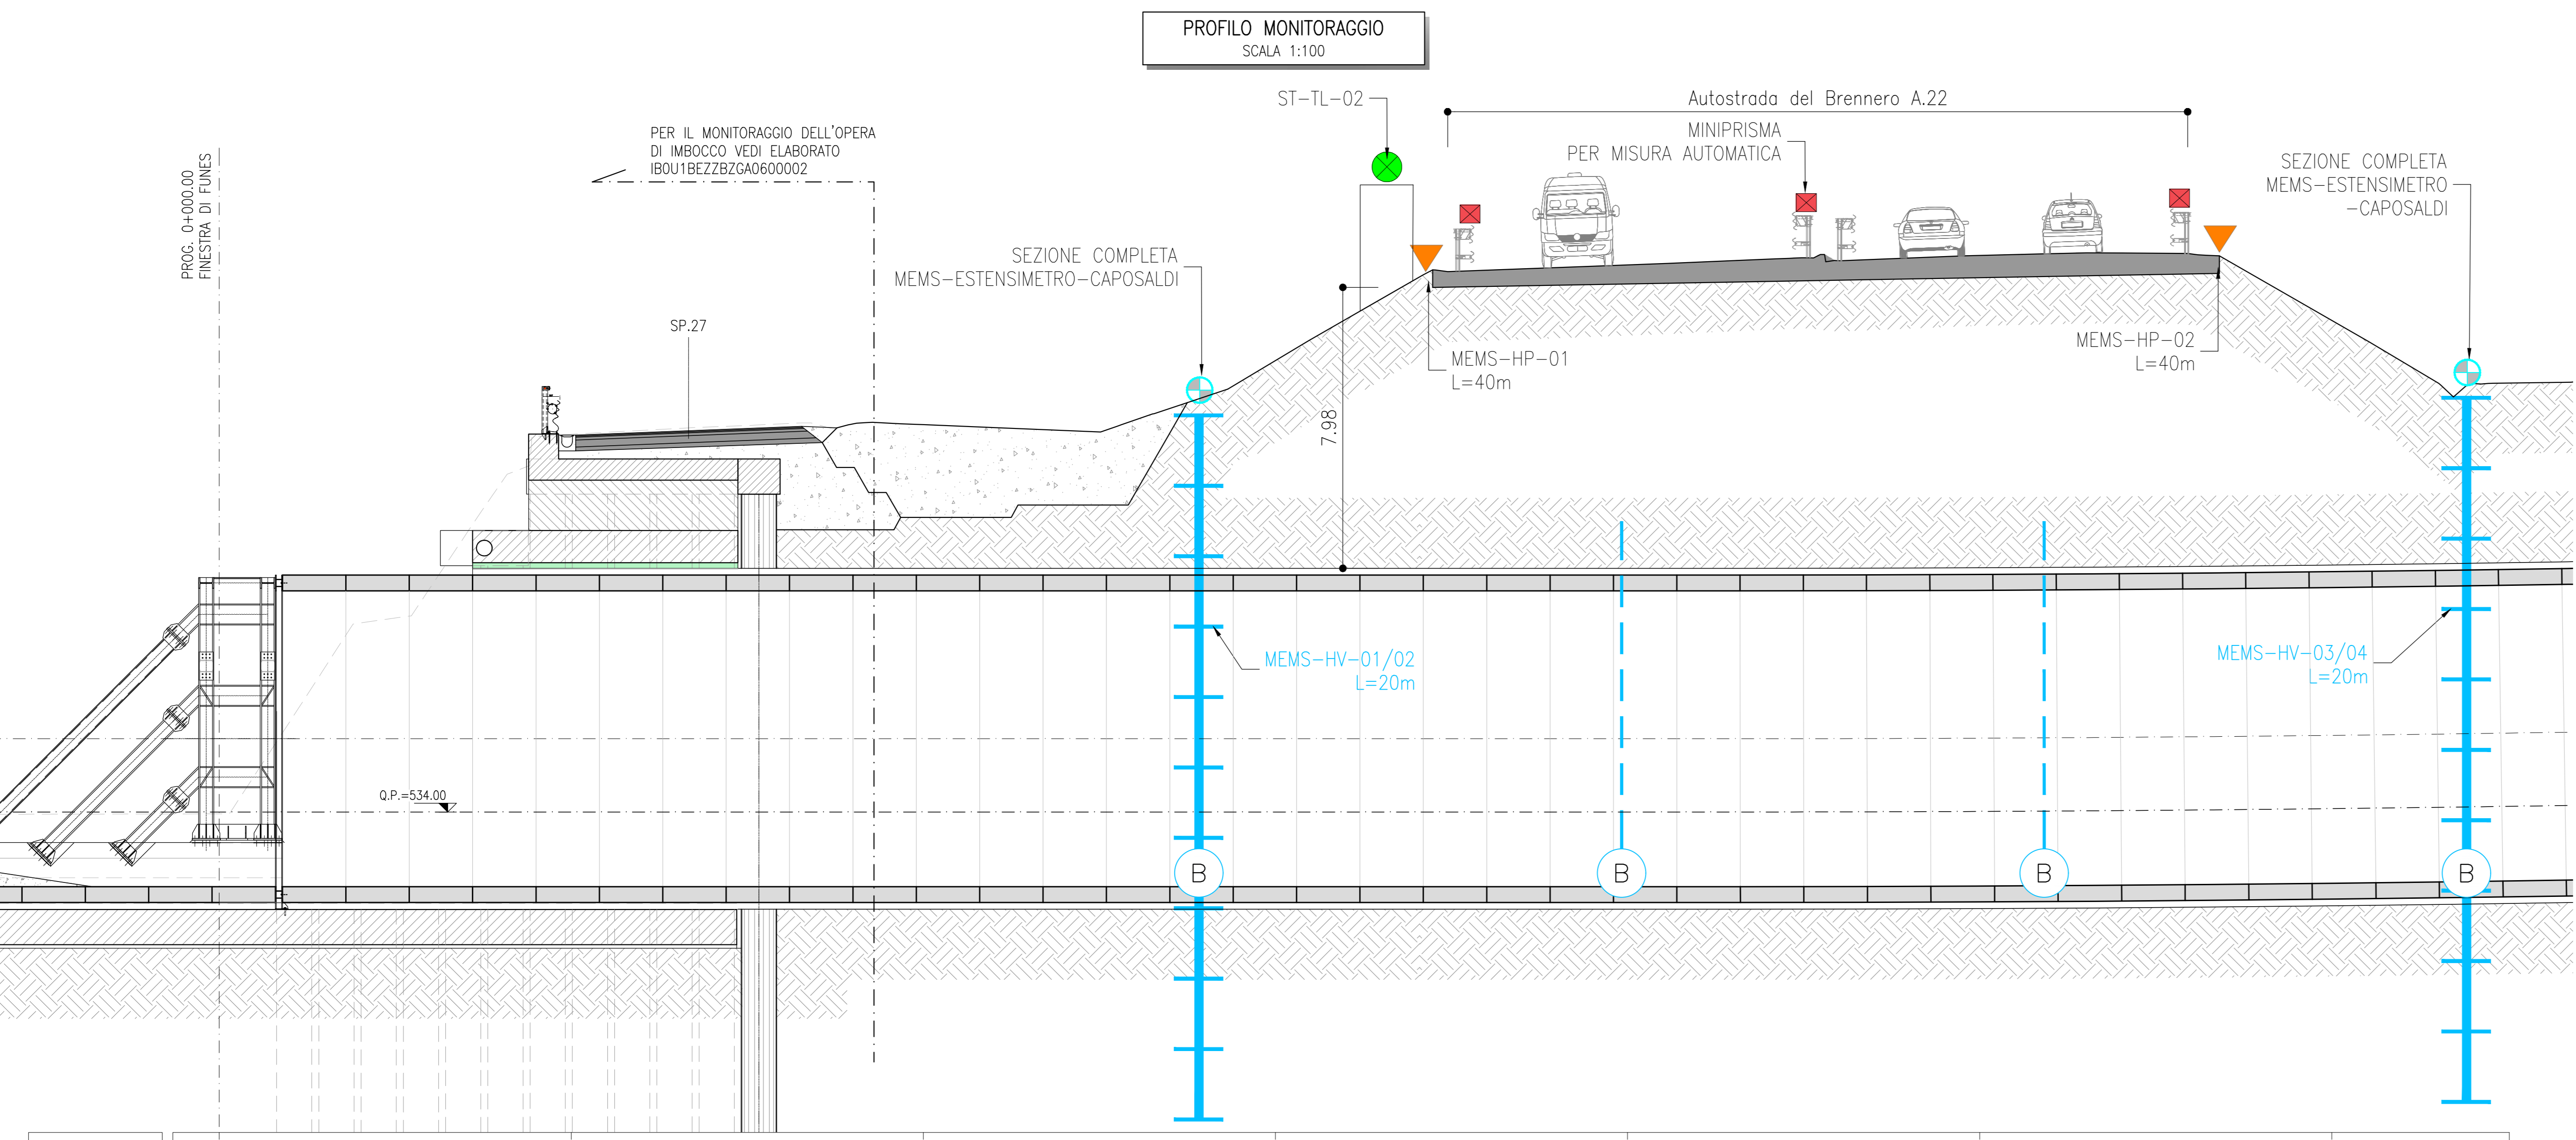 PROFILO MONITORAGGIO
SCALA 1:100
ST-TL-02
Autostrada del Brennero A.22
MINIPRISMA
PER MISURA AUTOMATICA
PER IL MONITORAGGIO DELL'OPERA
DI IMBOCCO VEDI ELABORATO
IB0U1BEZZBZGA0600002
PROG. 0+000.00
FINESTRA DI FUNES
SEZIONE COMPLETA
MEMS-ESTENSIMETRO
-CAPOSALDI
SEZIONE COMPLETA
MEMS-ESTENSIMETRO-CAPOSALDI
SP.27
MEMS-HP-01
L=40m
MEMS-HP-02
L=40m
7.98
MEMS-HV-01/02
L=20m
MEMS-HV-03/04
L=20m
Q.P.=534.00
B
B
B
B